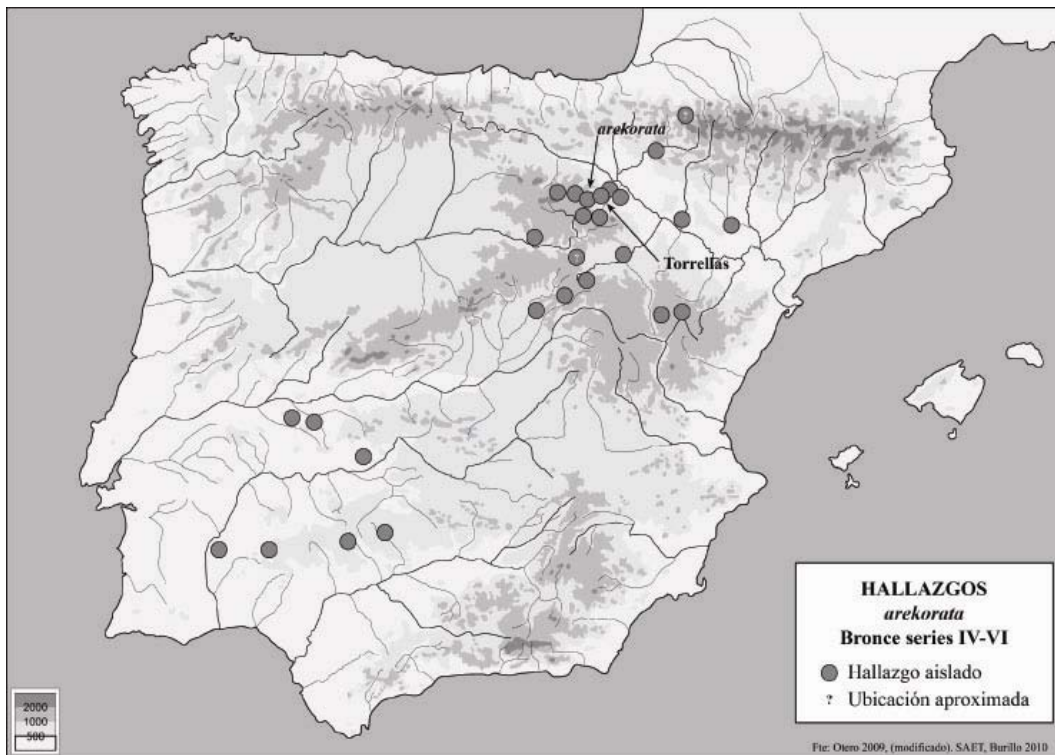 arekorata
Torrellas
HALLAZGOS
arekorata
Bronce series IV-VI
Hallazgo aislado
? Ubicación aproximada
2000
1000
500
Fte: Otero 2009, (modificado). SAET, Burillo 2010